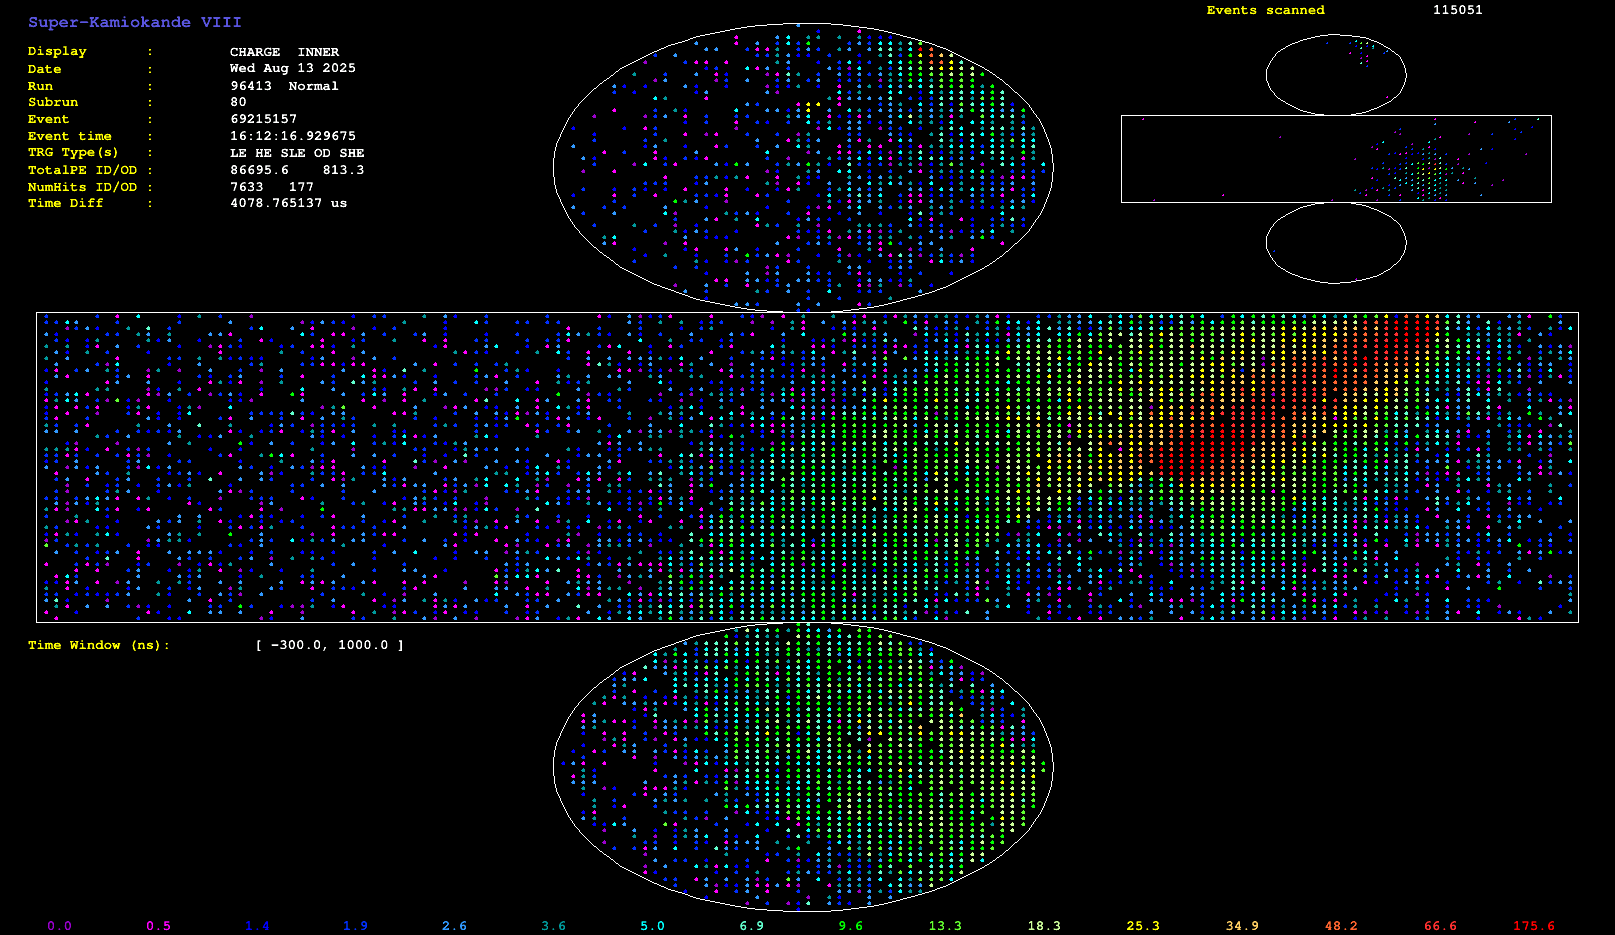 Super-Kamiokande VIII
Events scanned 115051
Display : CHARGE INNER
Date : Wed Aug 13 2025
Run : 96413 Normal
Subrun : 80
Event : 69215157
Event time : 16:12:16.929675
TRG Type(s) : LE HE SLE OD SHE
TotalPE ID/OD : 86695.6 813.3
NumHits ID/OD : 7633 177
Time Diff : 4078.765137 us
Time Window (ns): [ -300.0, 1000.0 ]
0.0 0.5 1.4 1.9 2.6 3.6 5.0 6.9 9.6 13.3 18.3 25.3 34.9 48.2 66.6 175.6